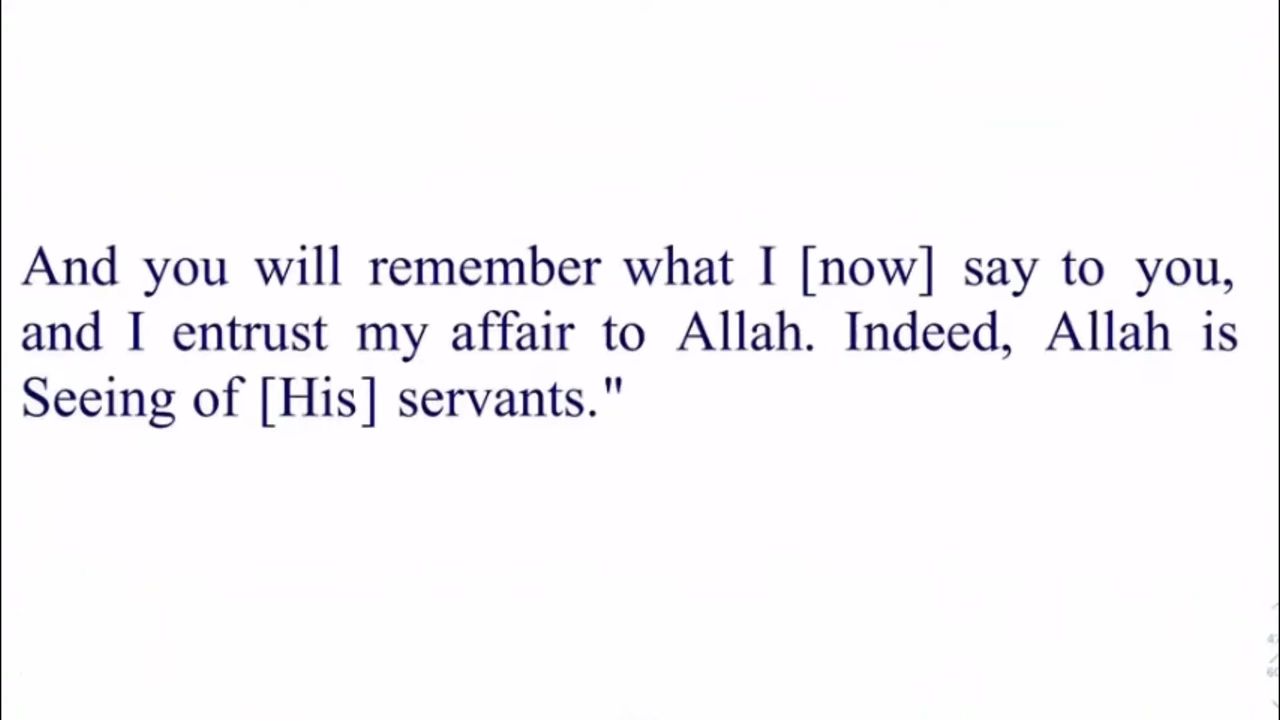 And you will remember what I [now] say to you,
and I entrust my affair to Allah. Indeed, Allah is
Seeing of [His] servants."